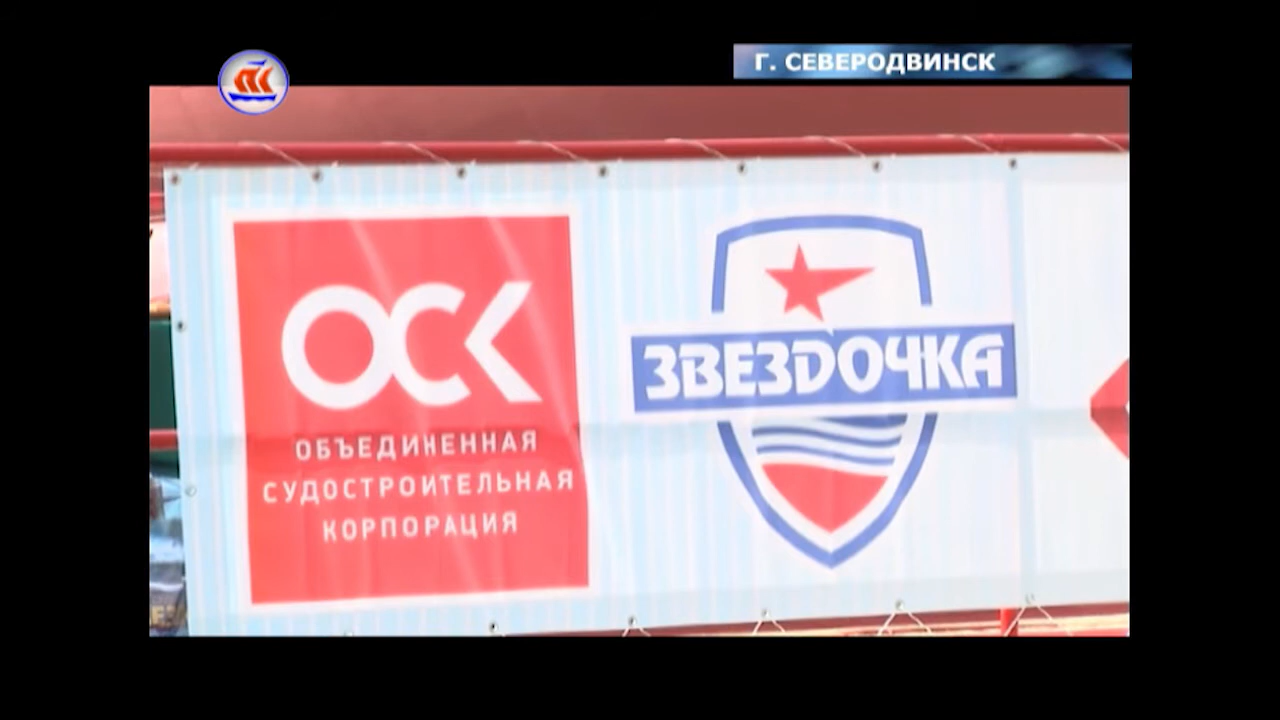 Г. СЕВЕРОДВИНСК
ОСК
ОБЪЕДИНЕННАЯ
СУДОСТРОИТЕЛЬНАЯ
КОРПОРАЦИЯ
ЗВЕЗДОЧКА